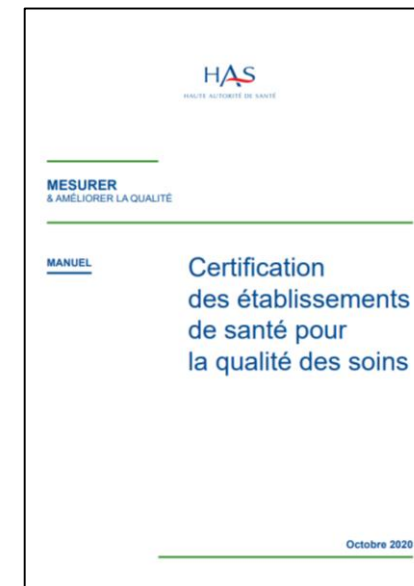 HAS
HAUTE AUTORITÉ DE SANTÉ
MESURER
& AMÉLIORER LA QUALITÉ
MANUEL
Certification
des établissements
de santé pour
la qualité des soins
Octobre 2020